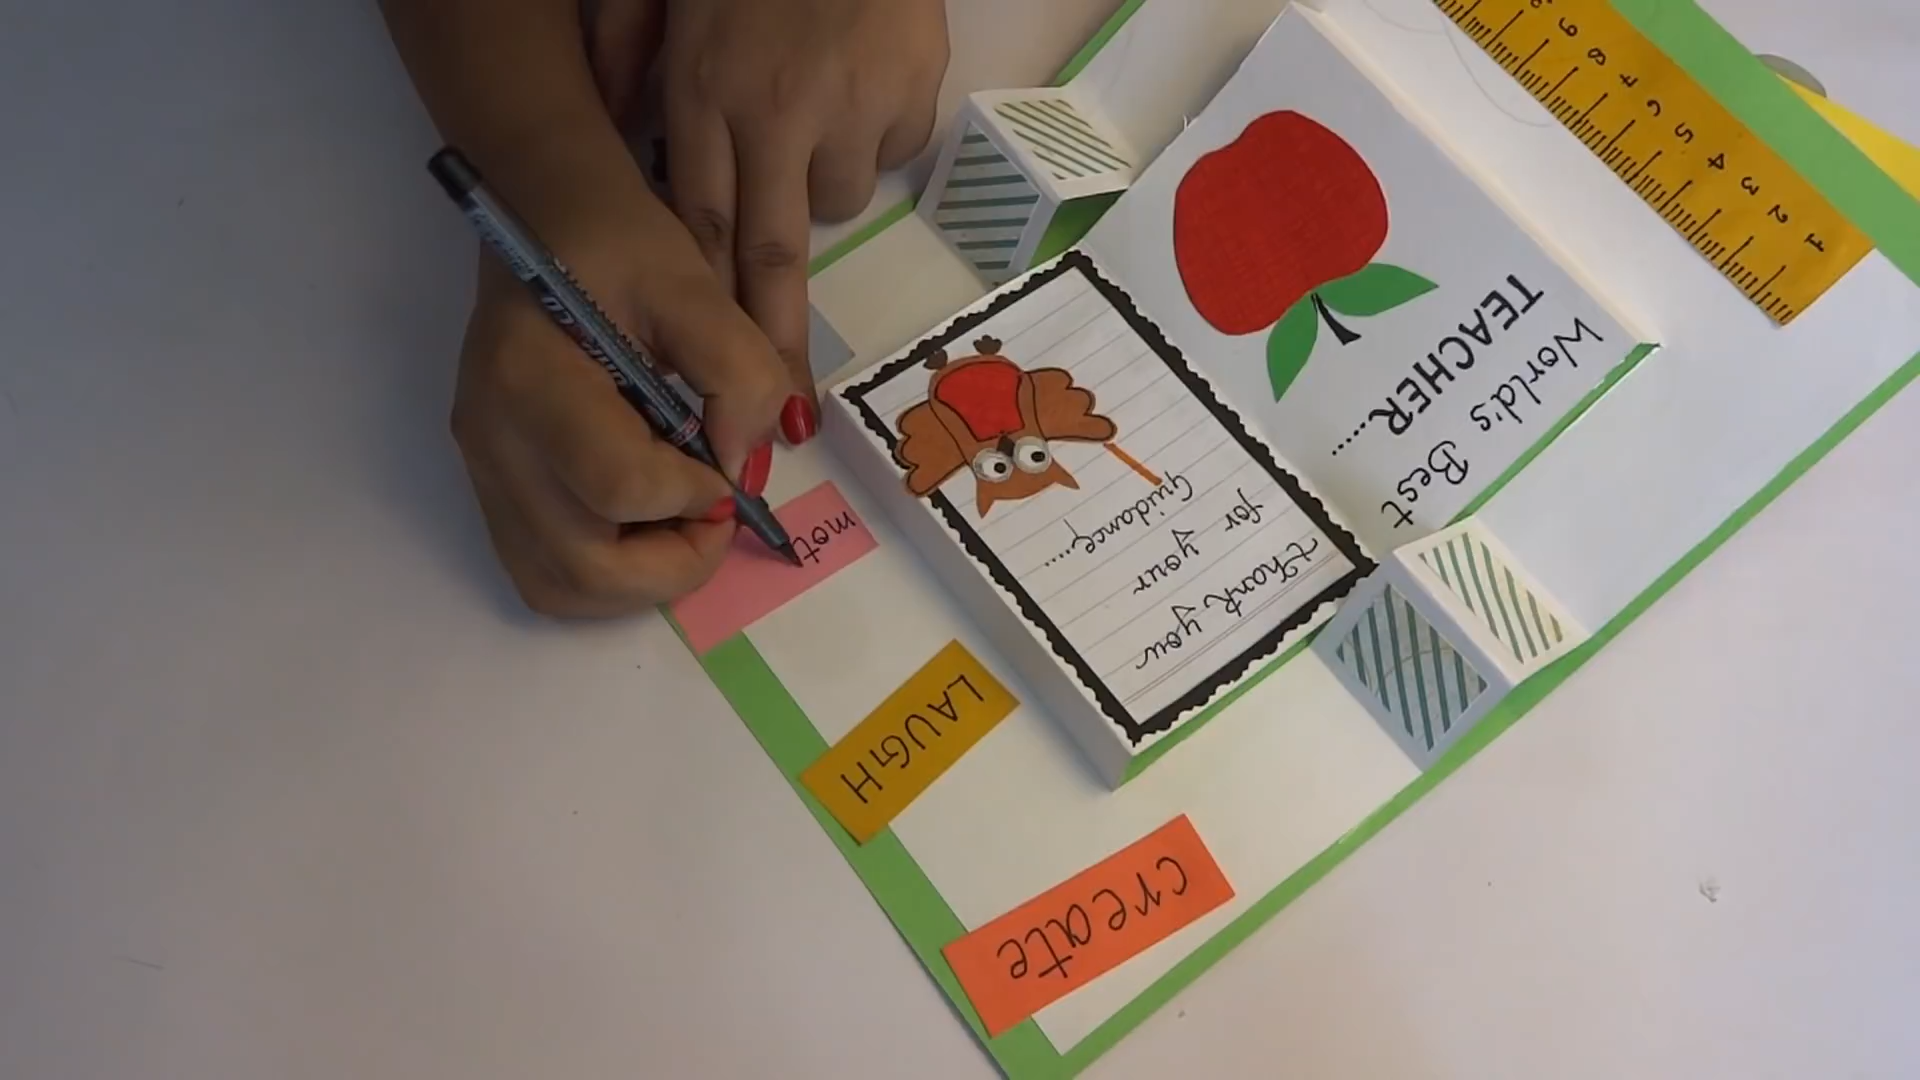 World's Best
TEACHER......
Thank you
for your
Guidance.....
create
LAUGH
mot
1 2 3 4 5 6 7 8 9